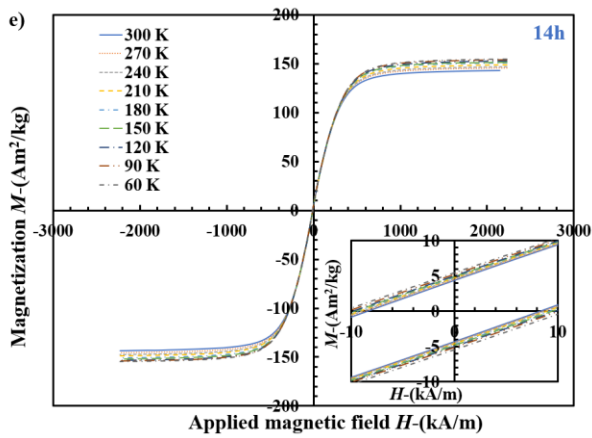 e)
14h
300 K
270 K
240 K
210 K
180 K
150 K
120 K
90 K
60 K
Magnetization M-(Am²/kg)
200
150
100
50
0
-50
-100
-150
-200
-3000 -2000 -1000 0 1000 2000 3000
Applied magnetic field H-(kA/m)
M-(Am²/kg)
10
5
0
-5
-10
-10 0 10
H-(kA/m)